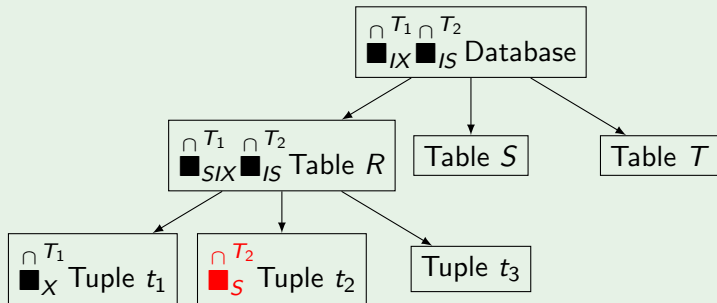 T1 IX T2 IS Database
T1 SIX T2 IS Table R
Table S
Table T
T1 X Tuple t1
T2 S Tuple t2
Tuple t3